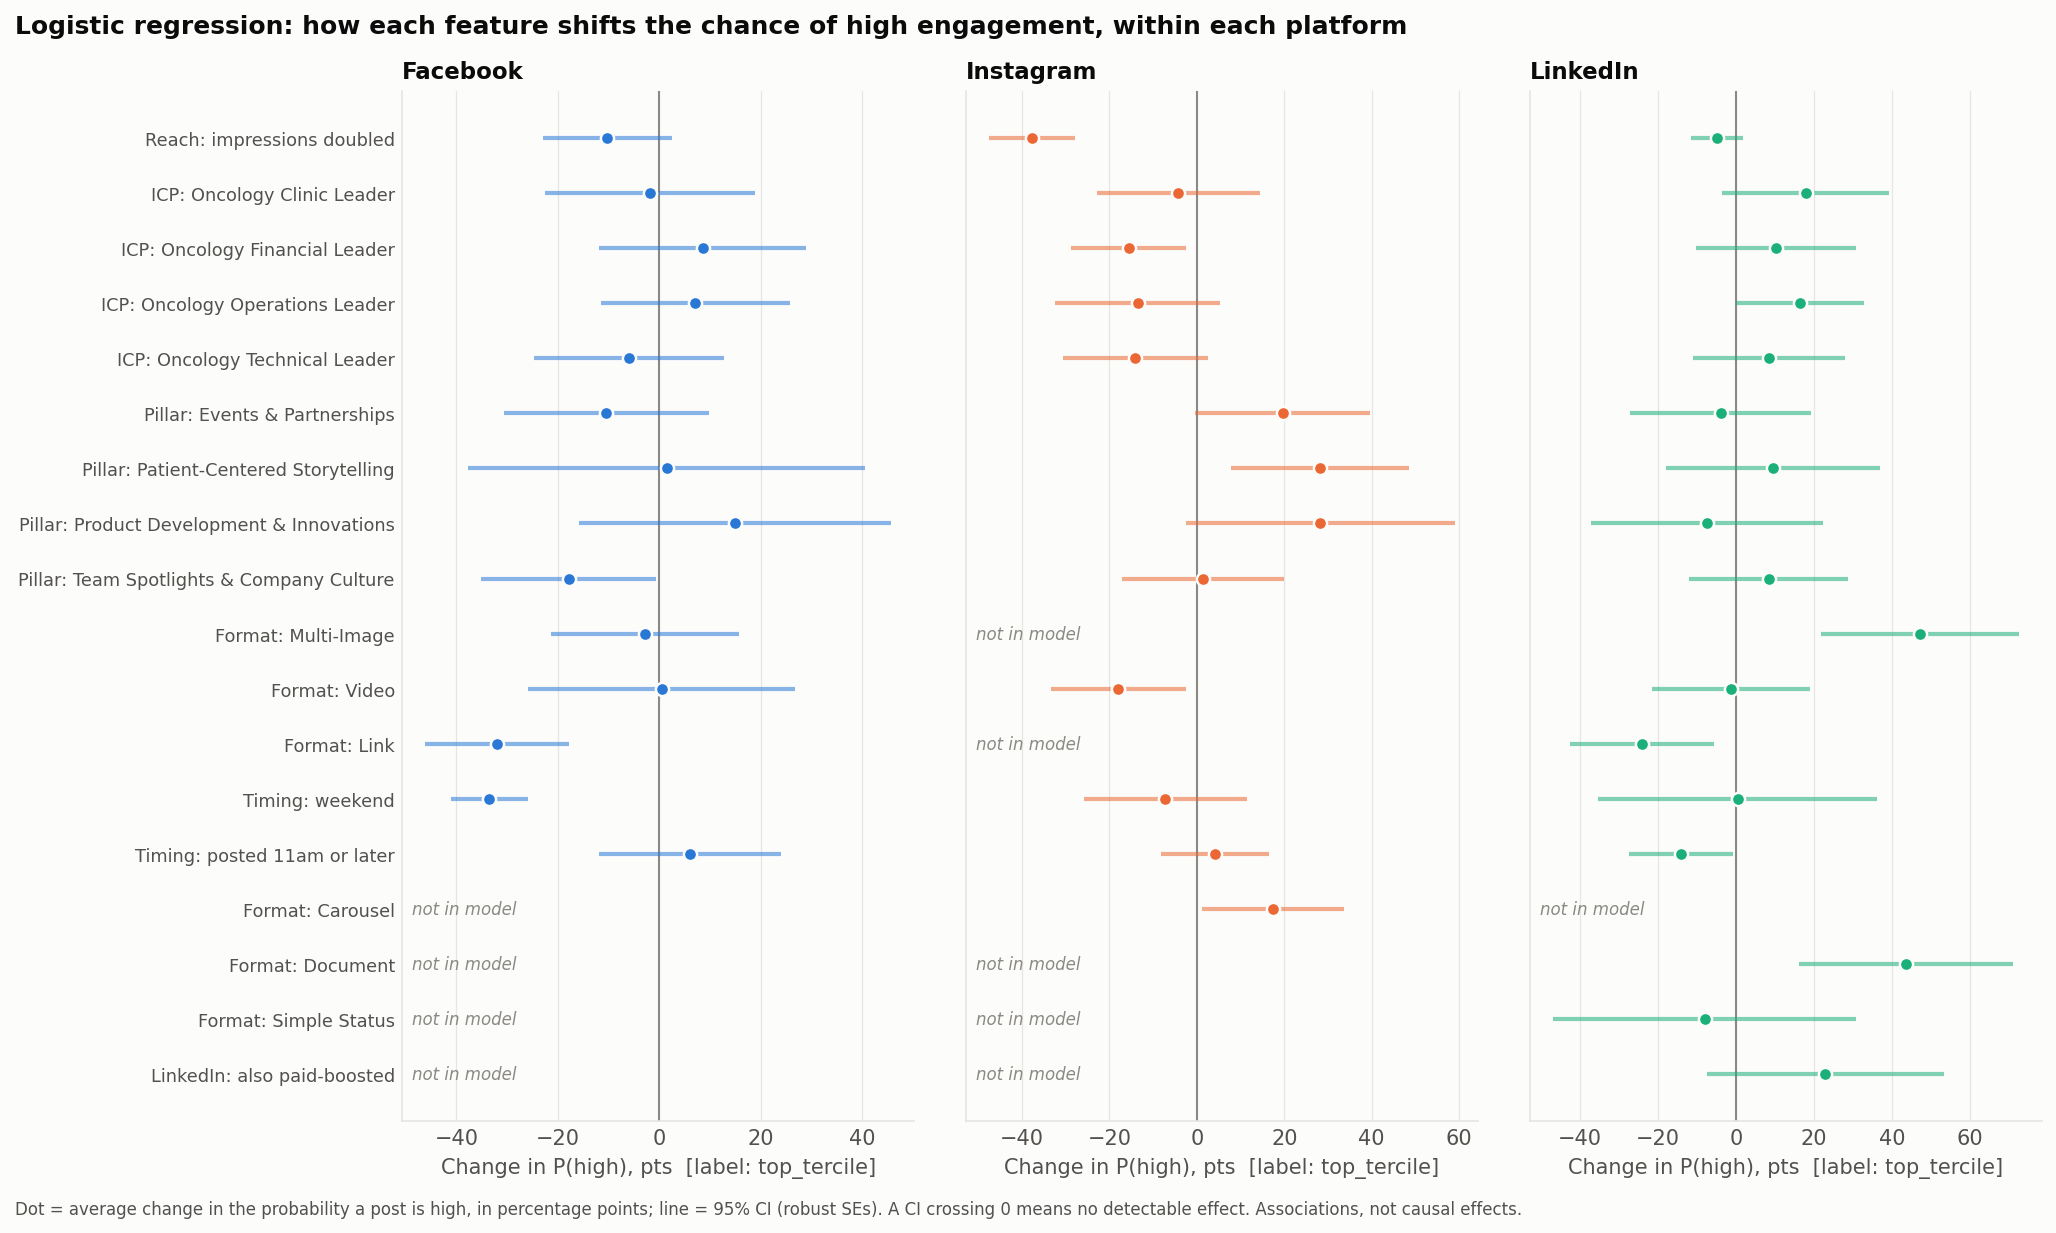 Logistic regression: how each feature shifts the chance of high engagement, within each platform
Facebook
Instagram
LinkedIn
Reach: impressions doubled
ICP: Oncology Clinic Leader
ICP: Oncology Financial Leader
ICP: Oncology Operations Leader
ICP: Oncology Technical Leader
Pillar: Events & Partnerships
Pillar: Patient-Centered Storytelling
Pillar: Product Development & Innovations
Pillar: Team Spotlights & Company Culture
Format: Multi-Image
not in model
Format: Video
Format: Link
not in model
Timing: weekend
Timing: posted 11am or later
Format: Carousel
not in model
not in model
Format: Document
not in model
not in model
Format: Simple Status
not in model
not in model
LinkedIn: also paid-boosted
not in model
not in model
−40 −20 0 20 40
−40 −20 0 20 40 60
−40 −20 0 20 40 60
Change in P(high), pts [label: top_tercile]
Change in P(high), pts [label: top_tercile]
Change in P(high), pts [label: top_tercile]
Dot = average change in the probability a post is high, in percentage points; line = 95% CI (robust SEs). A CI crossing 0 means no detectable effect. Associations, not causal effects.